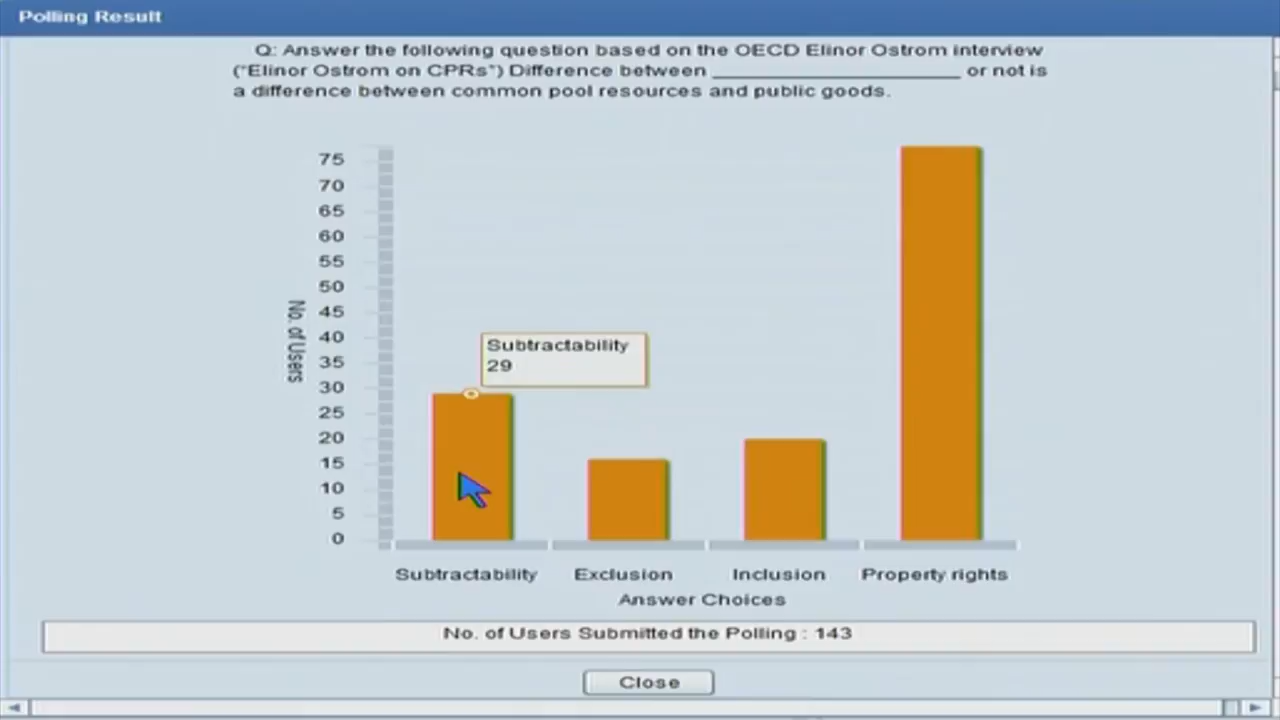 Polling Result
Q: Answer the following question based on the OECD Elinor Ostrom interview
("Elinor Ostrom on CPRs") Difference between ______________________ or not is
a difference between common pool resources and public goods.
75
70
65
60
55
50
45
40
35
30
25
20
15
10
5
0
No. of Users
Subtractability
29
Subtractability Exclusion Inclusion Property rights
Answer Choices
No. of Users Submitted the Polling : 143
Close